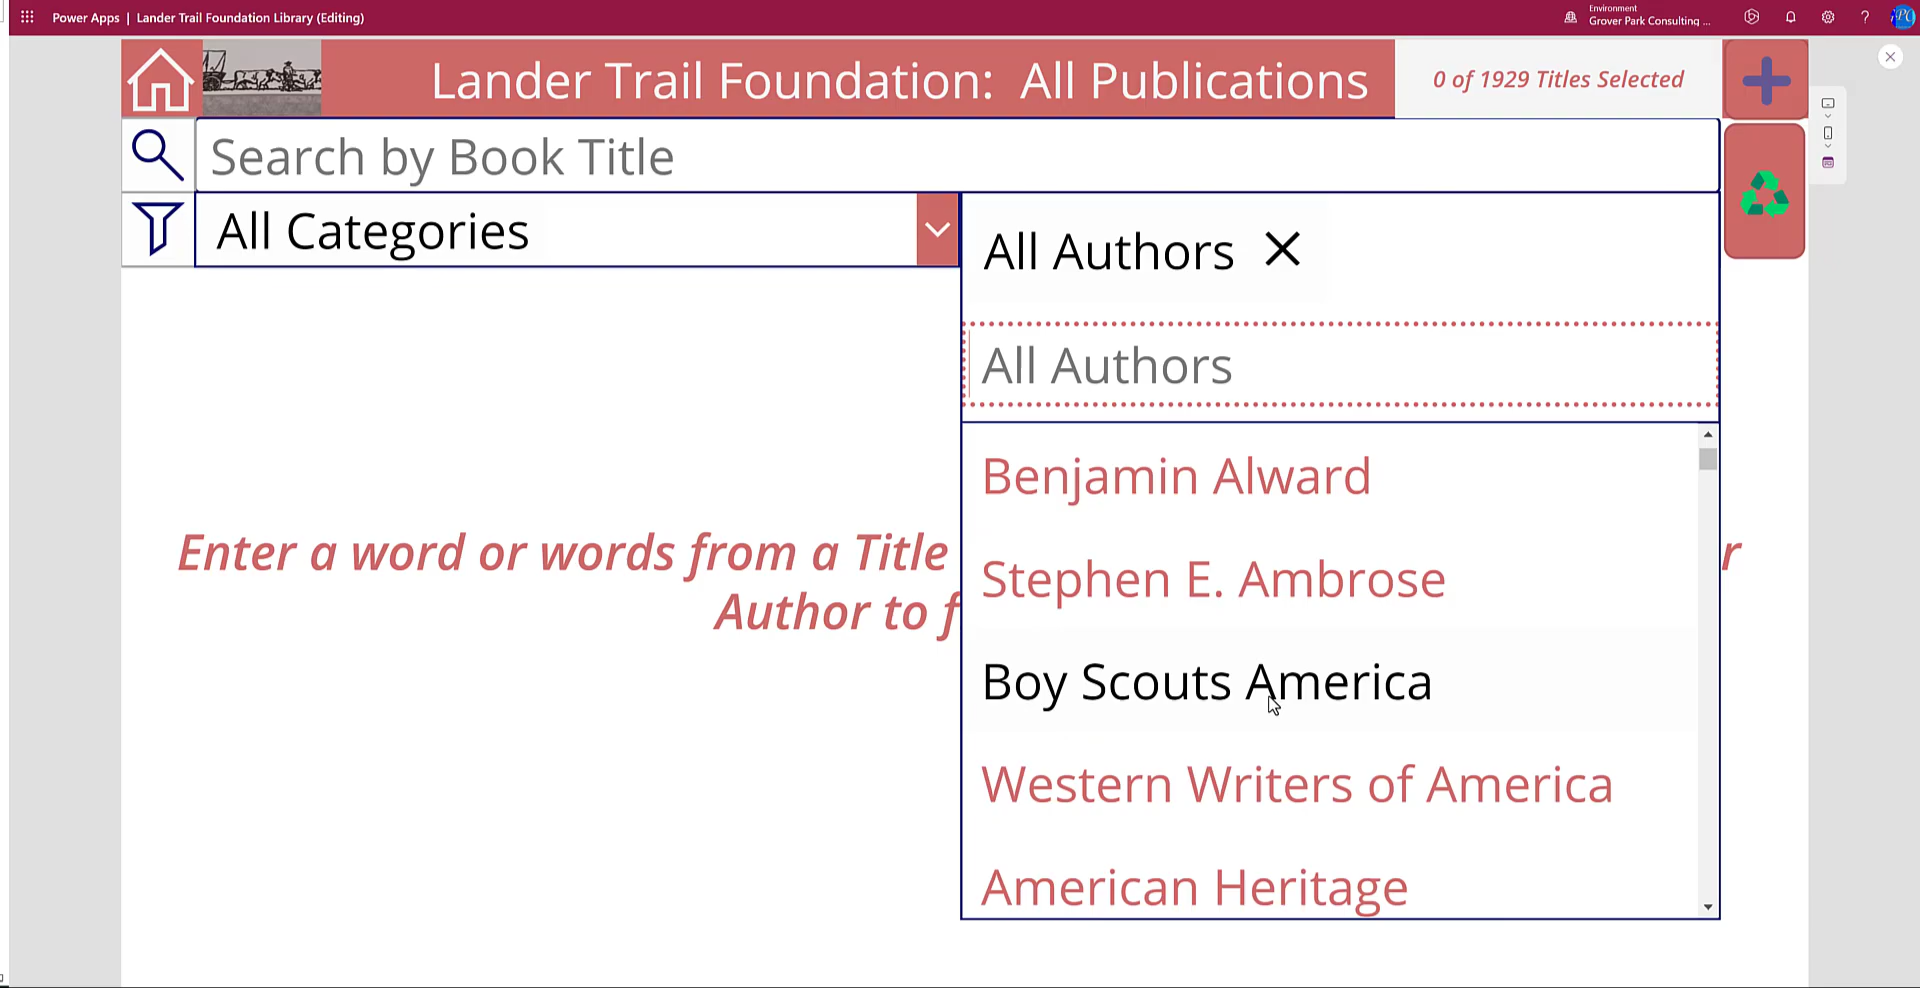 Power Apps | Lander Trail Foundation Library (Editing)
Environment
Grover Park Consulting ...
Lander Trail Foundation: All Publications
0 of 1929 Titles Selected
Search by Book Title
All Categories
All Authors
All Authors
Benjamin Alward
Stephen E. Ambrose
Boy Scouts America
Western Writers of America
American Heritage
Enter a word or words from a Title r
Author to f